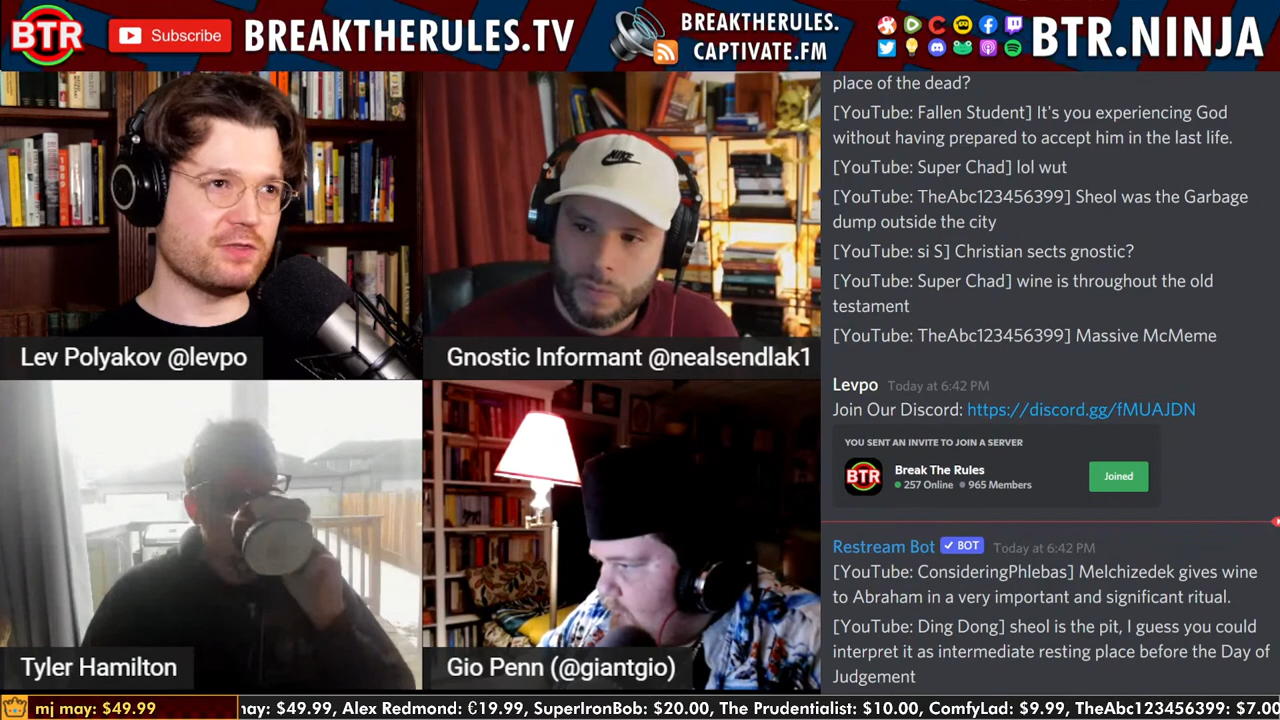 BTR
Subscribe
BREAKTHERULES.TV
BREAKTHERULES.
CAPTIVATE.FM
BTR.NINJA
place of the dead?
[YouTube: Fallen Student] It's you experiencing God
without having prepared to accept him in the last life.
[YouTube: Super Chad] lol wut
[YouTube: TheAbc123456399] Sheol was the Garbage
dump outside the city
[YouTube: si S] Christian sects gnostic?
[YouTube: Super Chad] wine is throughout the old
testament
[YouTube: TheAbc123456399] Massive McMeme
Levpo Today at 6:42 PM
Join Our Discord: https://discord.gg/fMUAJDN
YOU SENT AN INVITE TO JOIN A SERVER
BTR
Break The Rules
257 Online 965 Members
Joined
Restream Bot ✓ BOT Today at 6:42 PM
[YouTube: ConsideringPhlebas] Melchizedek gives wine
to Abraham in a very important and significant ritual.
[YouTube: Ding Dong] sheol is the pit, I guess you could
interpret it as intermediate resting place before the Day of
Judgement
Lev Polyakov @levpo
Gnostic Informant @nealsendlak1
Tyler Hamilton
Gio Penn (@giantgio)
mj may: $49.99
nay: $49.99, Alex Redmond: €19.99, SuperIronBob: $20.00, The Prudentialist: $10.00, ComfyLad: $9.99, TheAbc123456399: $7.00